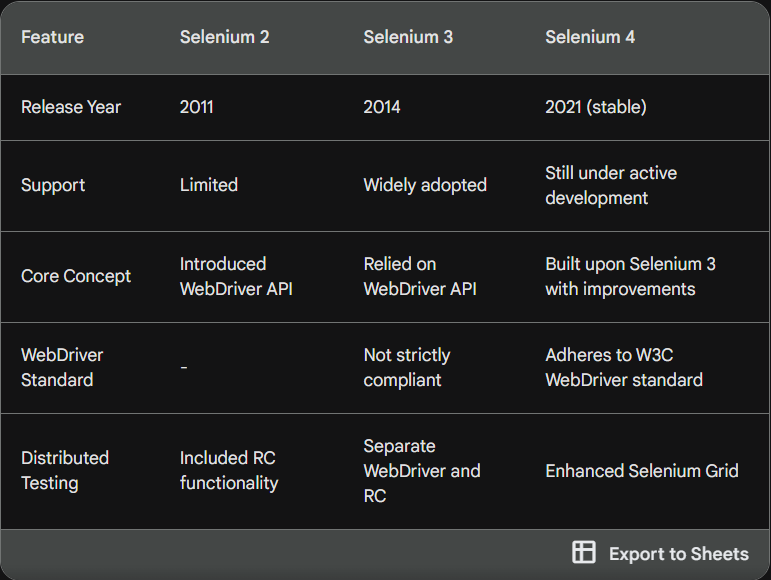 Feature Selenium 2 Selenium 3 Selenium 4
Release Year 2011 2014 2021 (stable)
Support Limited Widely adopted Still under active
development
Core Concept Introduced
WebDriver API Relied on
WebDriver API Built upon Selenium 3
with improvements
WebDriver
Standard - Not strictly
compliant Adheres to W3C
WebDriver standard
Distributed
Testing Included RC
functionality Separate
WebDriver and
RC Enhanced Selenium Grid
Export to Sheets